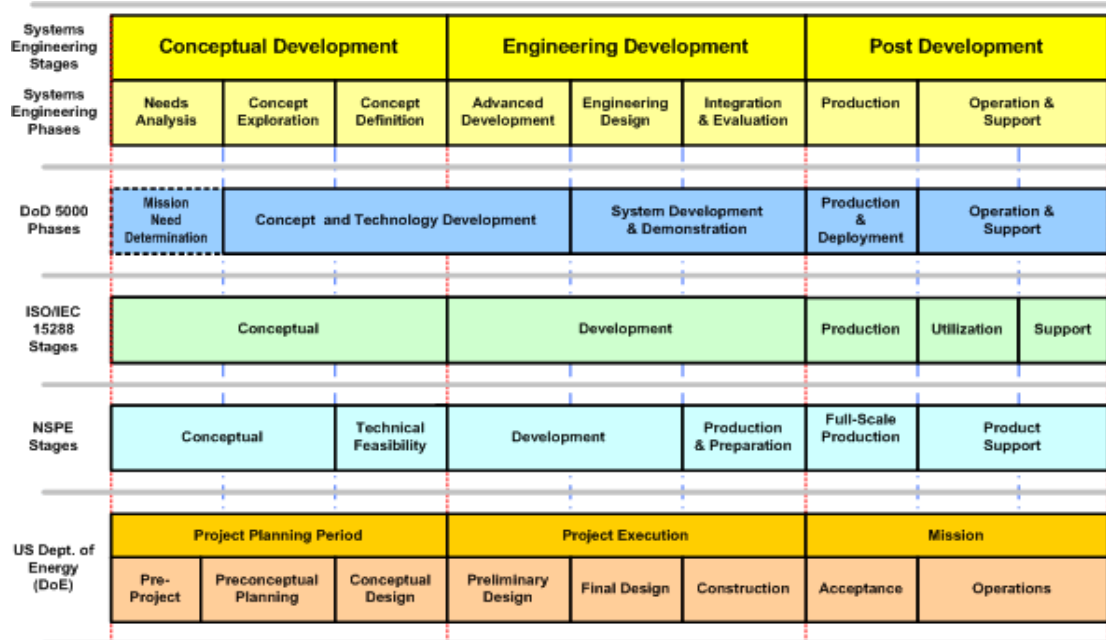 Systems
Engineering
Stages
Conceptual Development
Engineering Development
Post Development
Systems
Engineering
Phases
Needs
Analysis
Concept
Exploration
Concept
Definition
Advanced
Development
Engineering
Design
Integration
& Evaluation
Production
Operation &
Support
DoD 5000
Phases
Mission
Need
Determination
Concept and Technology Development
System Development
& Demonstration
Production
&
Deployment
Operation &
Support
ISO/IEC
15288
Stages
Conceptual
Development
Production
Utilization
Support
NSPE
Stages
Conceptual
Technical
Feasibility
Development
Production
& Preparation
Full-Scale
Production
Product
Support
US Dept. of
Energy
(DoE)
Project Planning Period
Project Execution
Mission
Pre-
Project
Preconceptual
Planning
Conceptual
Design
Preliminary
Design
Final Design
Construction
Acceptance
Operations